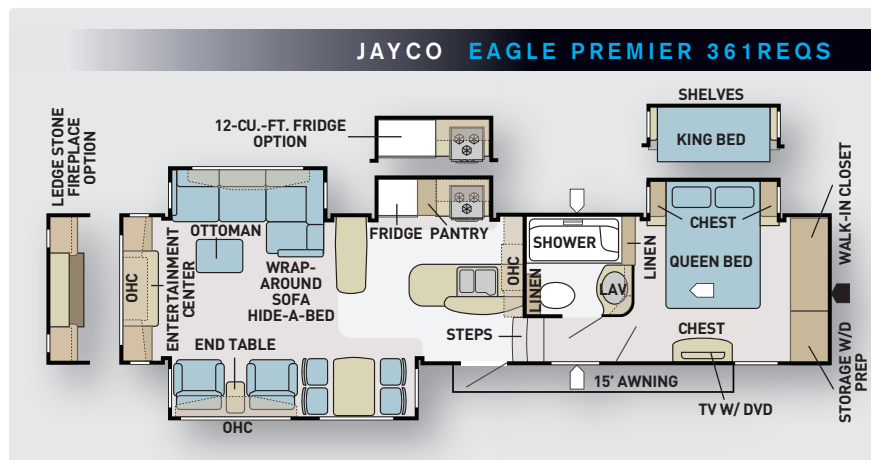 JAYCO EAGLE PREMIER 361REQS
LEDGE STONE
FIREPLACE
OPTION
12-CU.-FT. FRIDGE
OPTION
SHELVES
KING BED
WALK-IN CLOSET
OHC
ENTERTAINMENT
CENTER
OTTOMAN
WRAP-
AROUND
SOFA
HIDE-A-BED
FRIDGE
PANTRY
OHC
SHOWER
LINEN
LINEN
LAV
CHEST
QUEEN BED
STEPS
CHEST
END TABLE
OHC
15' AWNING
TV W/ DVD
STORAGE W/D
PREP